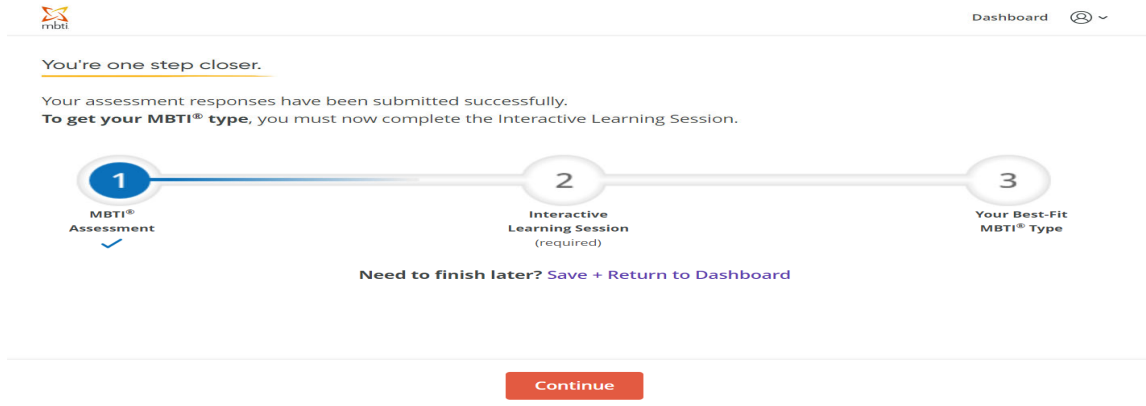 mbti
Dashboard
You're one step closer.
Your assessment responses have been submitted successfully.
To get your MBTI® type, you must now complete the Interactive Learning Session.
1
2
3
MBTI®
Assessment
Interactive
Learning Session
(required)
Your Best-Fit
MBTI® Type
Need to finish later? Save + Return to Dashboard
Continue